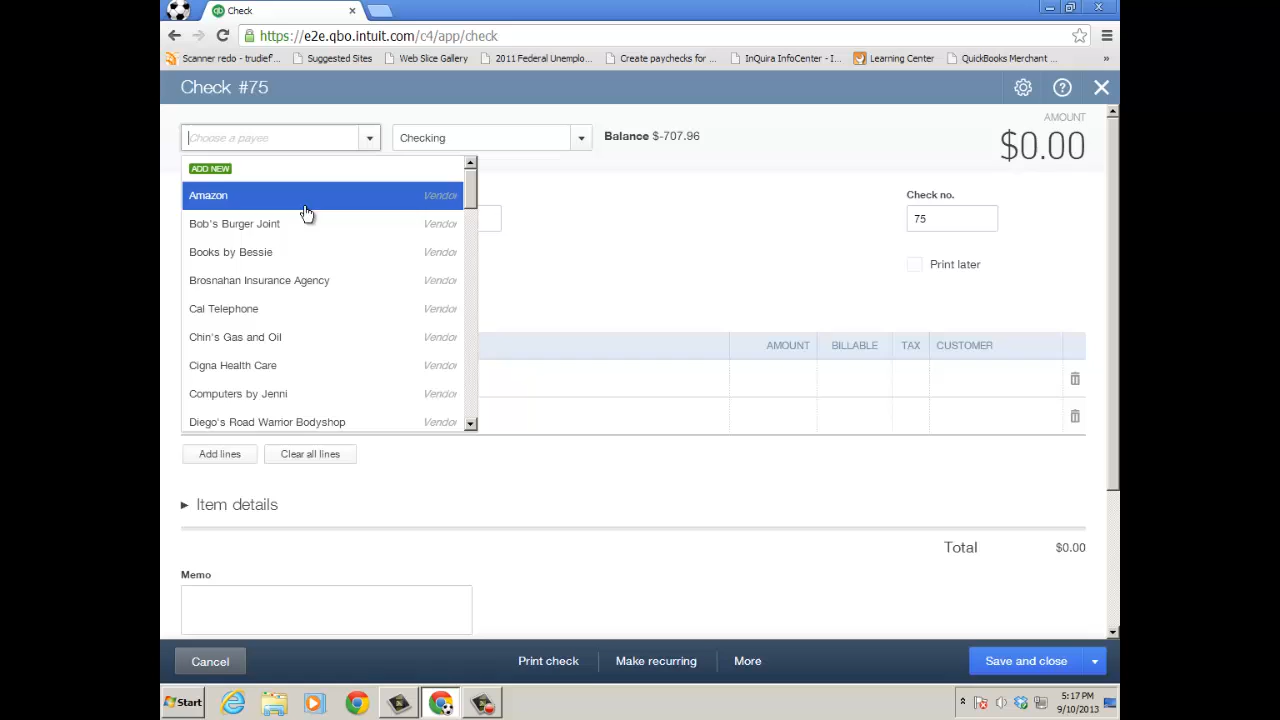 Check
https://e2e.qbo.intuit.com/c4/app/check
Scanner redo - trudief... Suggested Sites Web Slice Gallery 2011 Federal Unemplo... Create paychecks for ... InQuira InfoCenter - I... Learning Center QuickBooks Merchant ... »
Check #75
AMOUNT
Choose a payee Checking Balance $-707.96 $0.00
ADD NEW
Amazon Vendor
Check no.
Bob's Burger Joint Vendor 75
Books by Bessie Vendor
Print later
Brosnahan Insurance Agency Vendor
Cal Telephone Vendor
Chin's Gas and Oil Vendor
AMOUNT BILLABLE TAX CUSTOMER
Cigna Health Care Vendor
Computers by Jenni Vendor
Diego's Road Warrior Bodyshop Vendor
Add lines Clear all lines
Item details
Total $0.00
Memo
Cancel Print check Make recurring More Save and close
Start 5:17 PM
9/10/2013